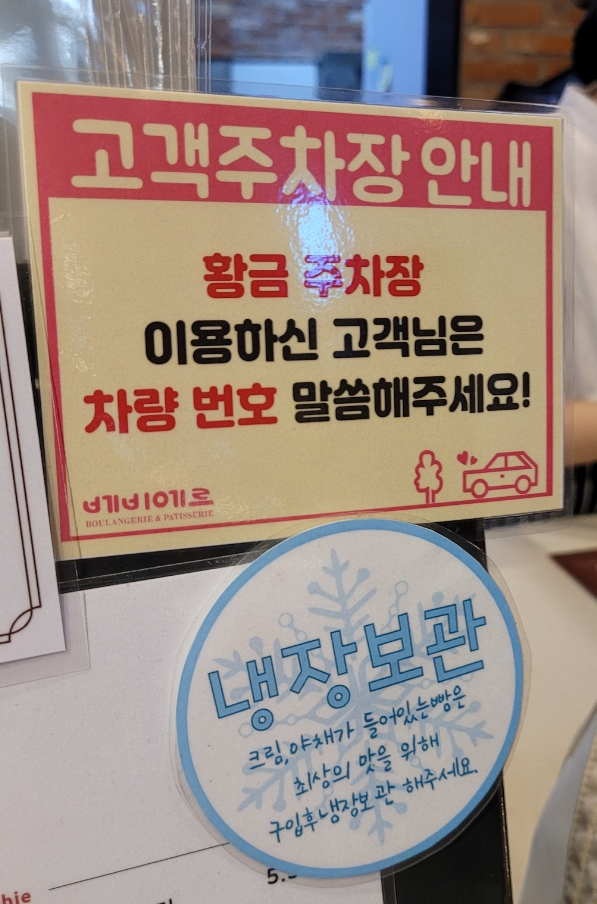 고객주차장 안내
황금 주차장
이용하신 고객님은
차량 번호 말씀해주세요!
베비에르
BOULANGERIE & PATISSERIE
냉장보관
크림,야채가 들어있는빵은
최상의 맛을 위해
구입후냉장보관 해주세요.